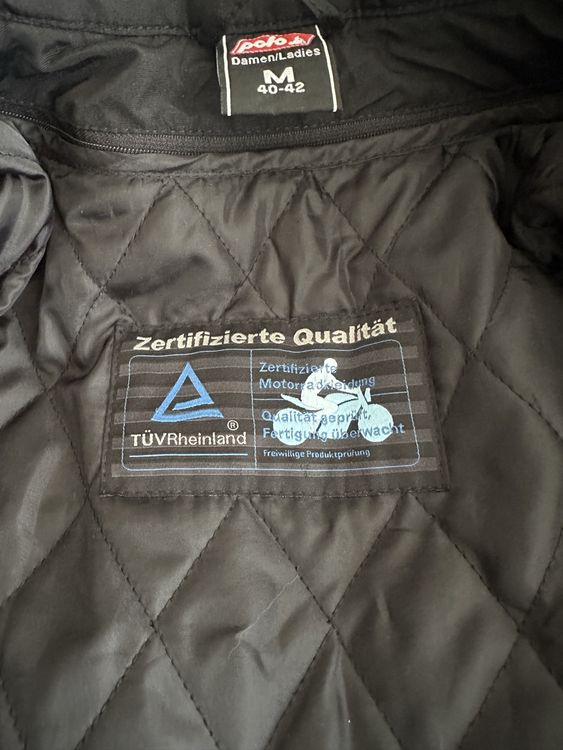 polo
Damen/Ladies
M
40-42
Zertifizierte Qualität
TÜVRheinland®
Zertifizierte
Motorradkleidung
Qualität geprüft,
Fertigung überwacht
Freiwillige Produktprüfung